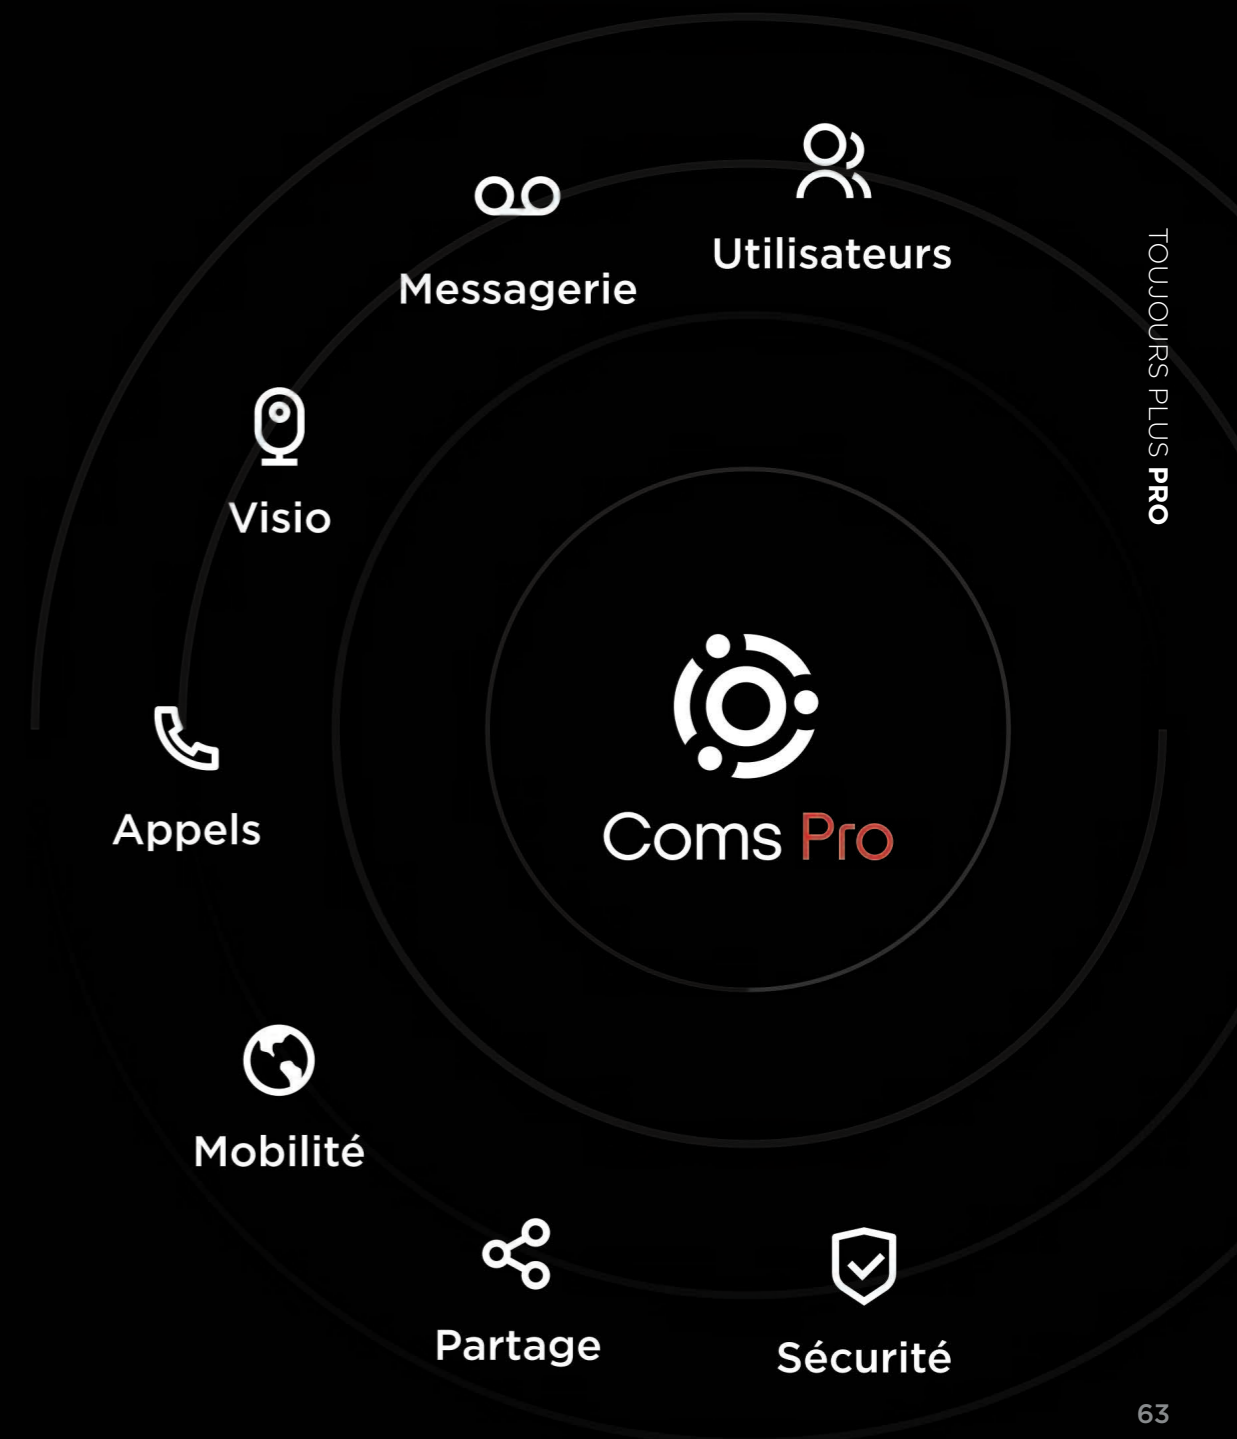 Utilisateurs
Messagerie
TOUJOURS PLUS PRO
Visio
Coms Pro
Appels
Mobilité
Partage
Sécurité
63